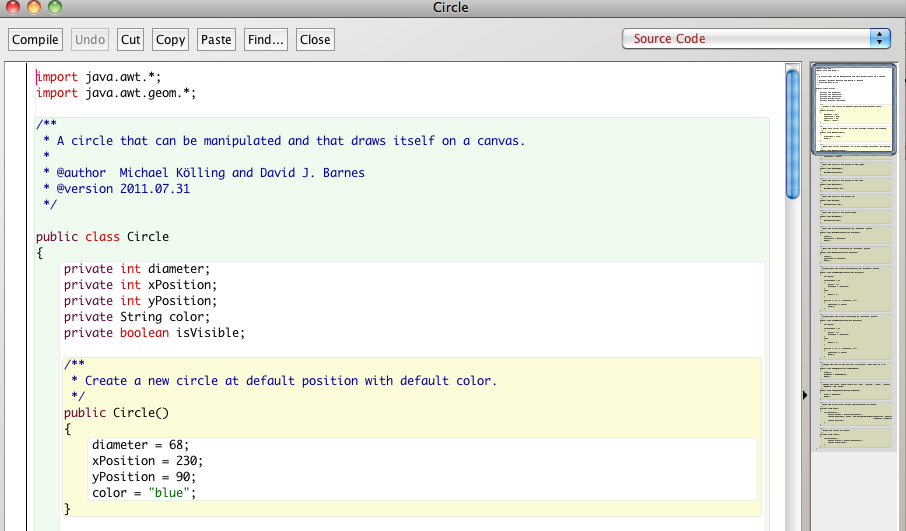 Circle
Compile Undo Cut Copy Paste Find... Close Source Code
import java.awt.*;
import java.awt.geom.*;
/**
* A circle that can be manipulated and that draws itself on a canvas.
*
* @author  Michael Kölling and David J. Barnes
* @version 2011.07.31
*/
public class Circle
{
private int diameter;
private int xPosition;
private int yPosition;
private String color;
private boolean isVisible;
/**
* Create a new circle at default position with default color.
*/
public Circle()
{
diameter = 68;
xPosition = 230;
yPosition = 90;
color = "blue";
}